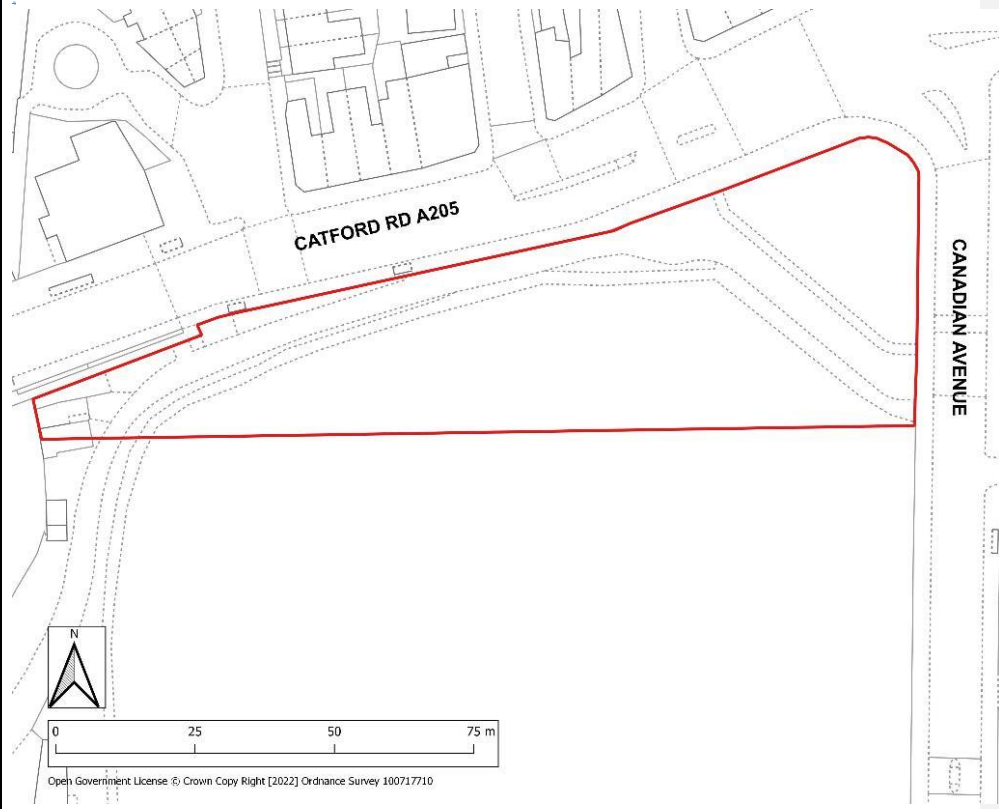 CATFORD RD A205
CANADIAN AVENUE
N
0 25 50 75 m
Open Government License © Crown Copy Right [2022] Ordnance Survey 100717710